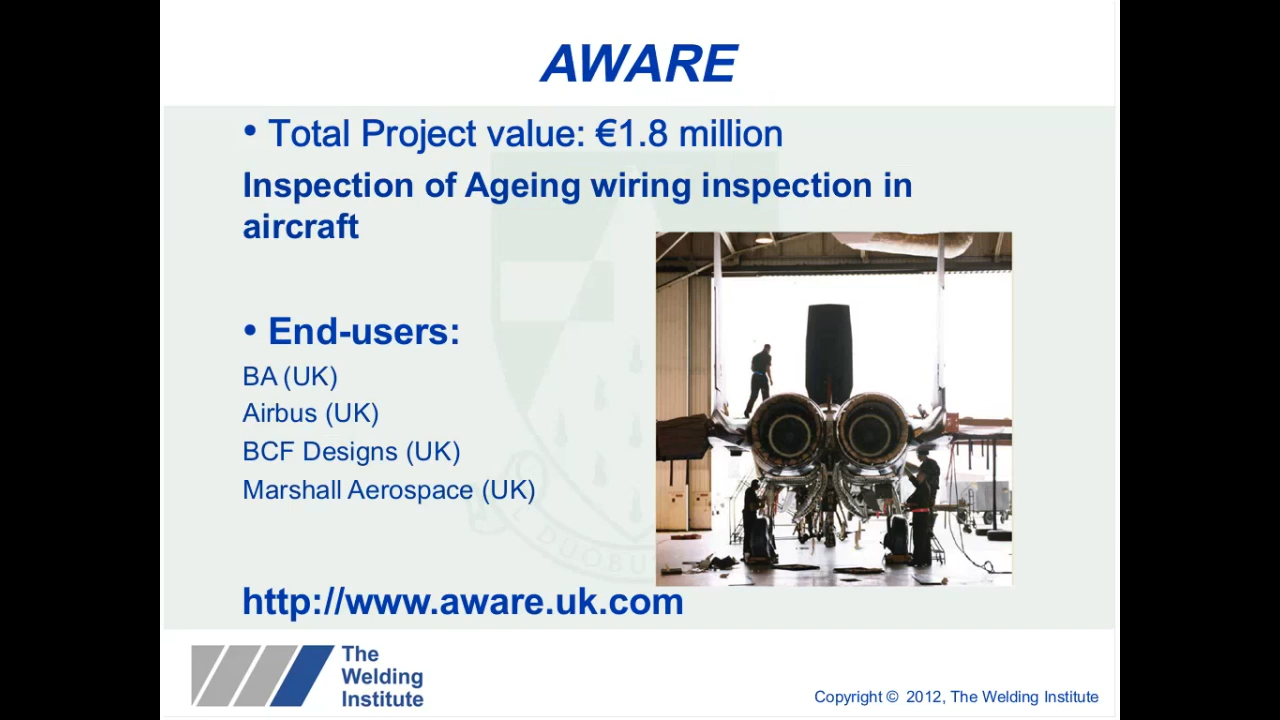 AWARE
• Total Project value: €1.8 million
Inspection of Ageing wiring inspection in
aircraft
• End-users:
BA (UK)
Airbus (UK)
BCF Designs (UK)
Marshall Aerospace (UK)
DUOBUS
http://www.aware.uk.com
The
Welding
Institute
Copyright © 2012, The Welding Institute